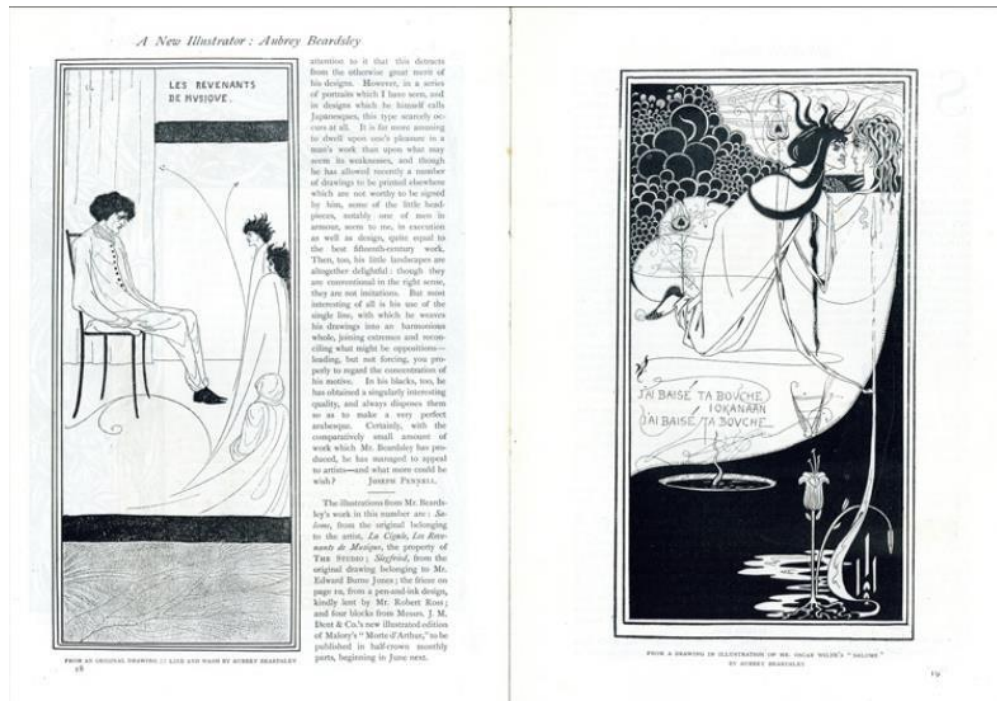 A New Illustrator: Aubrey Beardsley
LES REVENANTS
DE MVSIQVE.
attention to it that this detracts
from the otherwise great merit of
his designs. However, in a series
of portraits which I have seen, and
in designs which he himself calls
Japanesques, this type scarcely oc-
curs at all. It is far more amusing
to dwell upon one's pleasure in a
man's work than upon what may
seem its weaknesses, and though
he has allowed recently a number
of drawings to be printed elsewhere
which are not worthy to be signed
by him, some of the little head-
pieces, notably one of men in
armour, seem to me, in execution
as well as design, quite equal to
the best fifteenth-century work.
Then, too, his little landscapes are
altogether delightful: though they
are conventional in the right sense,
they are not imitations. But most
interesting of all is his use of the
single line, with which he weaves
his drawings into an harmonious
whole, joining extremes and recon-
ciling what might be oppositions—
leading, but not forcing, you pro-
perly to regard the concentration of
his motive. In his blacks, too, he
has obtained a singularly interesting
quality, and always disposes them
so as to make a very perfect
arabesque. Certainly, with the
comparatively small amount of
work which Mr. Beardsley has pro-
duced, he has managed to appeal
to artists—and what more could he
wish? JOSEPH PENNELL.
The illustrations from Mr. Beards-
ley's work in this number are: Sa-
lome, from the original belonging
to the artist, La Cigale, Les Reve-
nants de Musique, the property of
THE STUDIO; Siegfried, from the
original drawing belonging to Mr.
Edward Burne Jones; the frieze on
page 12, from a pen-and-ink design,
kindly lent by Mr. Robert Ross;
and four blocks from Messrs. J. M.
Dent & Co.'s new illustrated edition
of Malory's "Morte d'Arthur," to be
published in half-crown monthly
parts, beginning in June next.
FROM AN ORIGINAL DRAWING IN LINE AND WASH BY AUBREY BEARDSLEY
18
J'AI BAISÉ TA BOVCHE
IOKANAAN
J'AI BAISÉ TA BOVCHE
FROM A DRAWING IN ILLUSTRATION OF MR. OSCAR WILDE'S "SALOME."
BY AUBREY BEARDSLEY
19